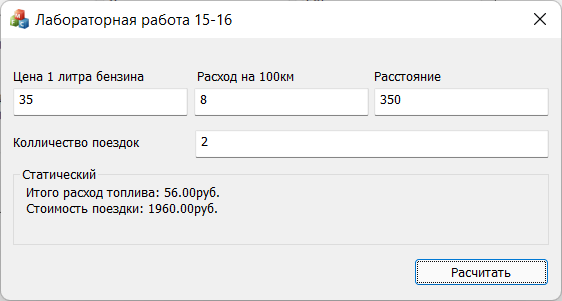 Лабораторная работа 15-16
Цена 1 литра бензина Расход на 100км Расстояние
35 8 350
Колличество поездок 2
Статический
Итого расход топлива: 56.00руб.
Стоимость поездки: 1960.00руб.
Расчитать